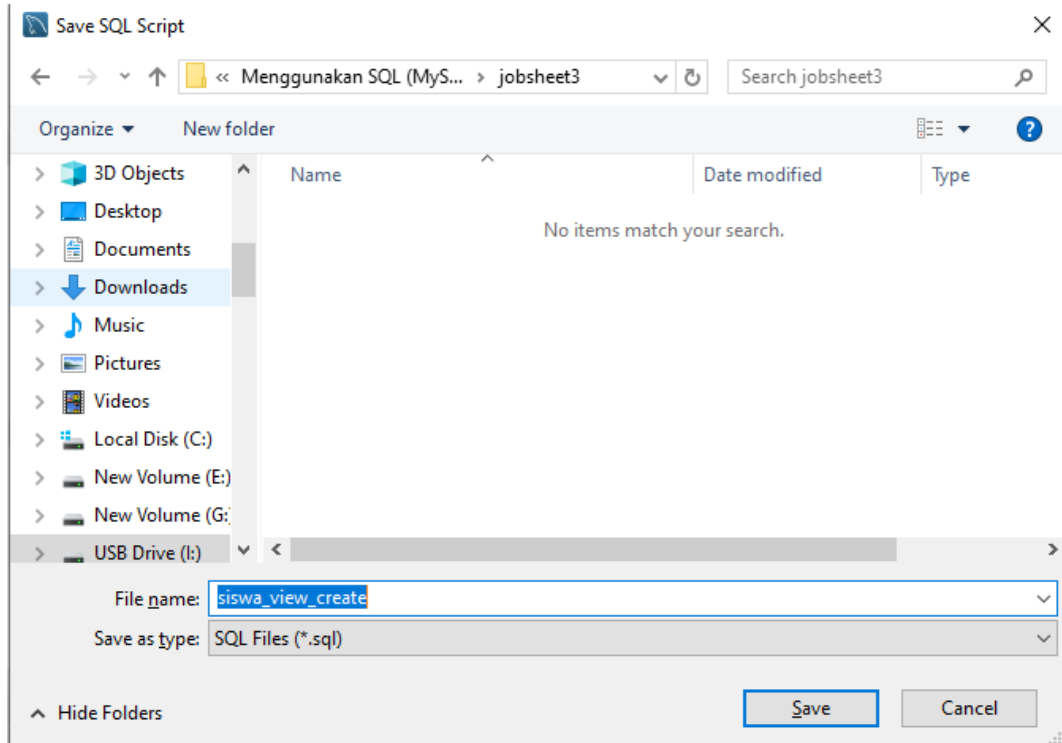 Save SQL Script
« Menggunakan SQL (MyS... > jobsheet3
Search jobsheet3
Organize
New folder
?
Name
Date modified
Type
No items match your search.
3D Objects
Desktop
Documents
Downloads
Music
Pictures
Videos
Local Disk (C:)
New Volume (E:)
New Volume (G:
USB Drive (I:)
File name: siswa_view_create
Save as type: SQL Files (*.sql)
Hide Folders
Save
Cancel